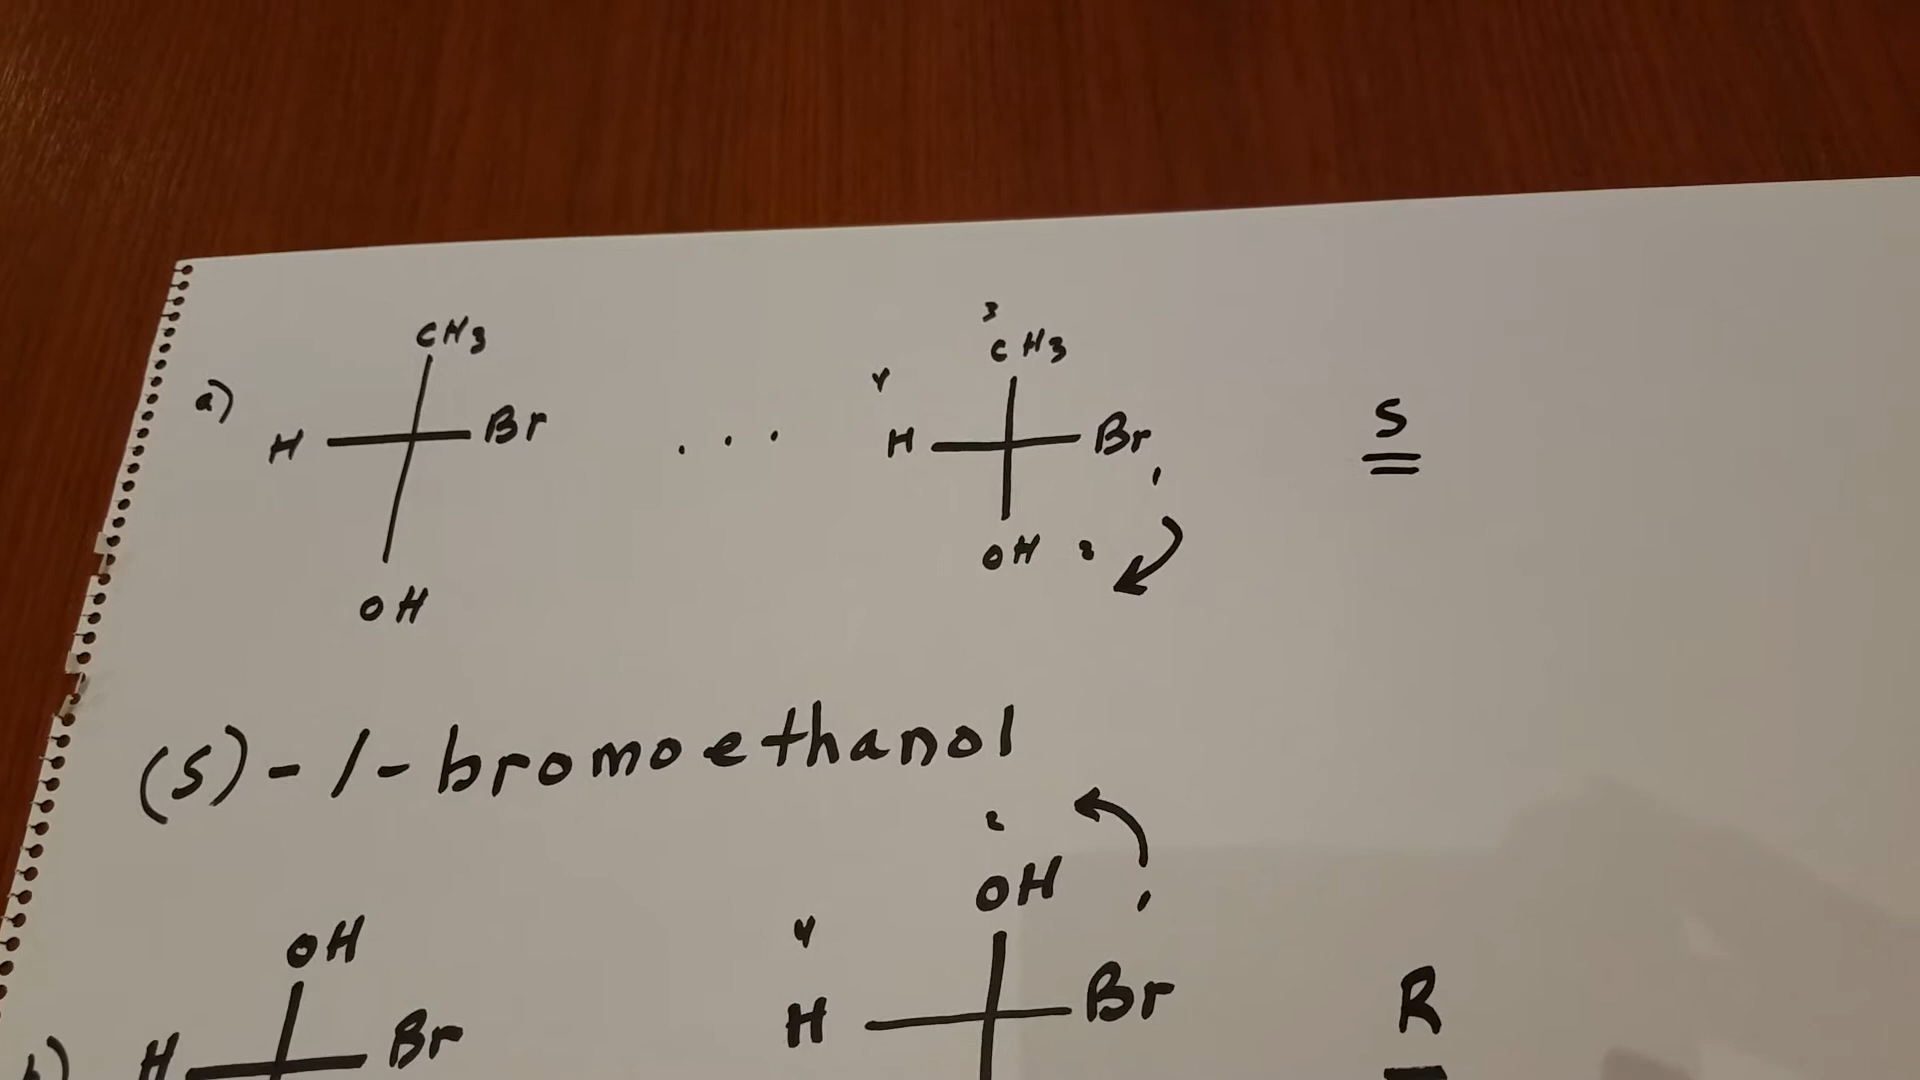 3
CH3 CH3
a) 4
H Br ... H Br 1 S
OH 2
OH
(S)-1-bromoethanol
2
OH 1
OH 4
H Br R
b) H Br